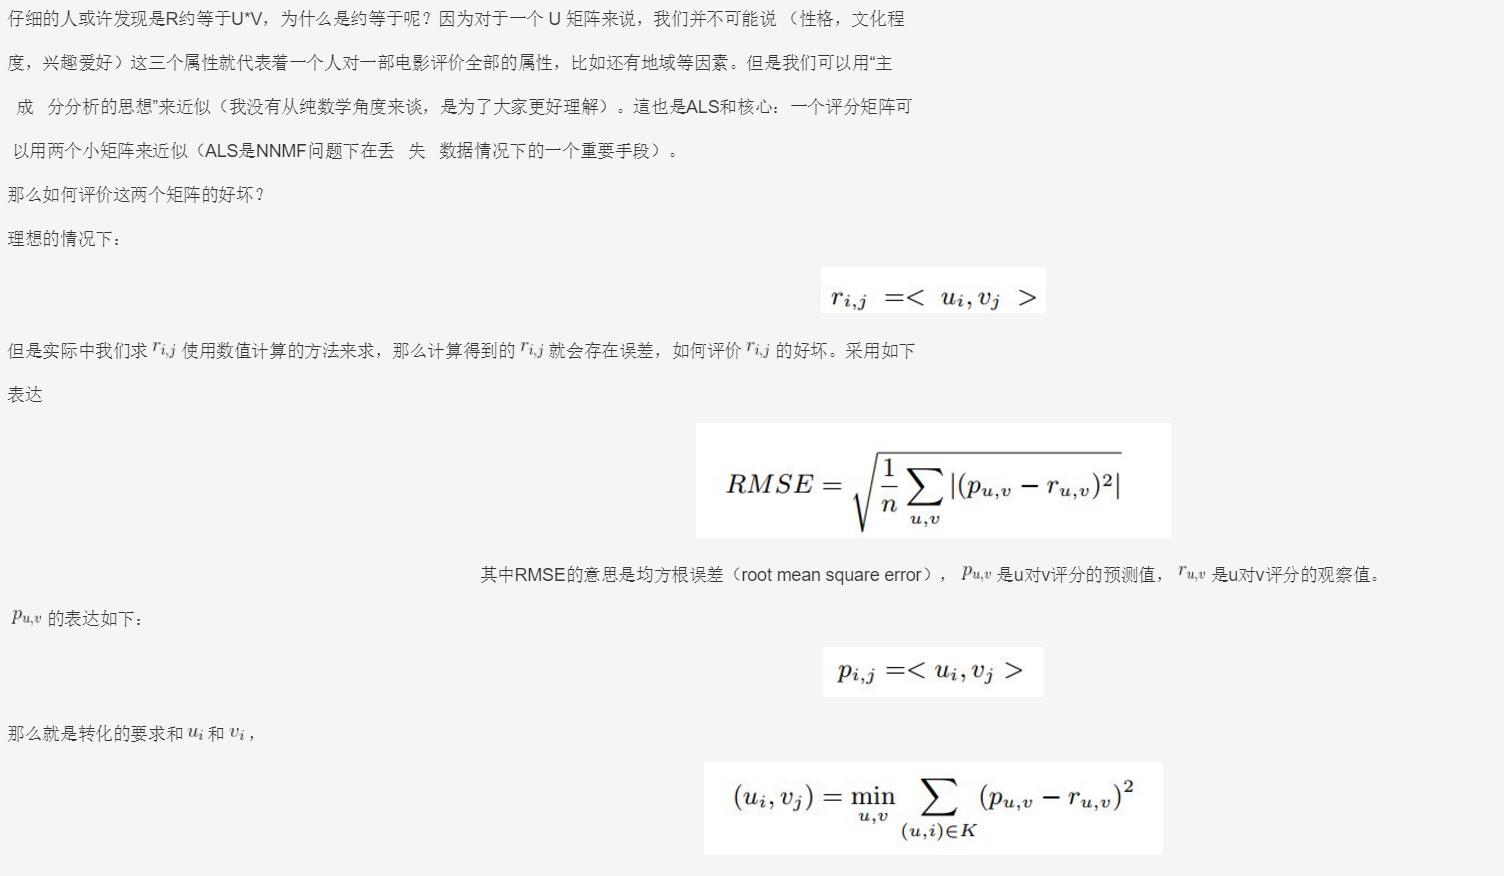 仔细的人或许发现是R约等于U*V，为什么是约等于呢？因为对于一个 U 矩阵来说，我们并不可能说 （性格，文化程
度，兴趣爱好）这三个属性就代表着一个人对一部电影评价全部的属性，比如还有地域等因素。但是我们可以用“主
成 分分析的思想”来近似（我没有从纯数学角度来谈，是为了大家更好理解）。這也是ALS和核心：一个评分矩阵可
以用两个小矩阵来近似（ALS是NNMF问题下在丢 失 数据情况下的一个重要手段）。
那么如何评价这两个矩阵的好坏？
理想的情况下：
r_{i,j} =< u_i, v_j >
但是实际中我们求 r_{i,j} 使用数值计算的方法来求，那么计算得到的 r_{i,j} 就会存在误差，如何评价 r_{i,j} 的好坏。采用如下
表达
RMSE = \sqrt{\frac{1}{n} \sum_{u,v} |(p_{u,v} - r_{u,v})^2|}
其中RMSE的意思是均方根误差（root mean square error）， p_{u,v} 是u对v评分的预测值， r_{u,v} 是u对v评分的观察值。
p_{u,v} 的表达如下：
p_{i,j} =< u_i, v_j >
那么就是转化的要求和 u_i 和 v_i ，
(u_i, v_j) = \min_{u,v} \sum_{(u,i)∈K} (p_{u,v} - r_{u,v})^2